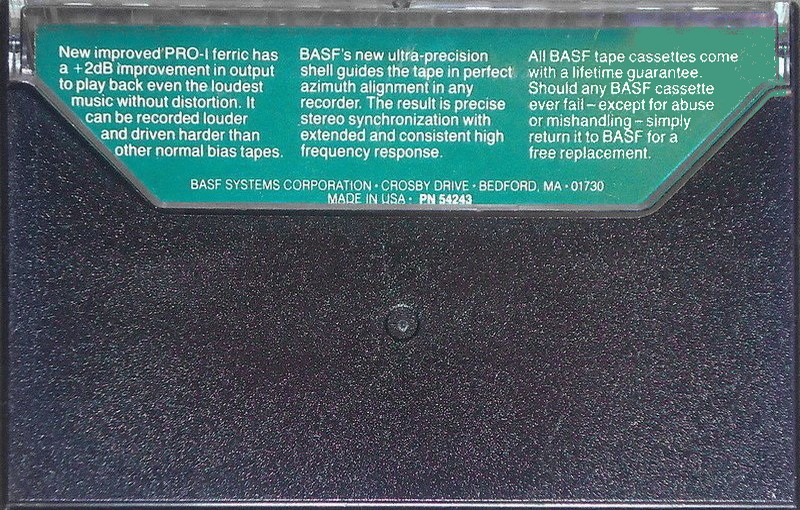 New improved PRO-I ferric has
a +2dB improvement in output
to play back even the loudest
music without distortion. It
can be recorded louder
and driven harder than
other normal bias tapes.
BASF's new ultra-precision
shell guides the tape in perfect
azimuth alignment in any
recorder. The result is precise
stereo synchronization with
extended and consistent high
frequency response.
All BASF tape cassettes come
with a lifetime guarantee.
Should any BASF cassette
ever fail – except for abuse
or mishandling – simply
return it to BASF for a
free replacement.
BASF SYSTEMS CORPORATION • CROSBY DRIVE • BEDFORD, MA • 01730
MADE IN USA • PN 54243